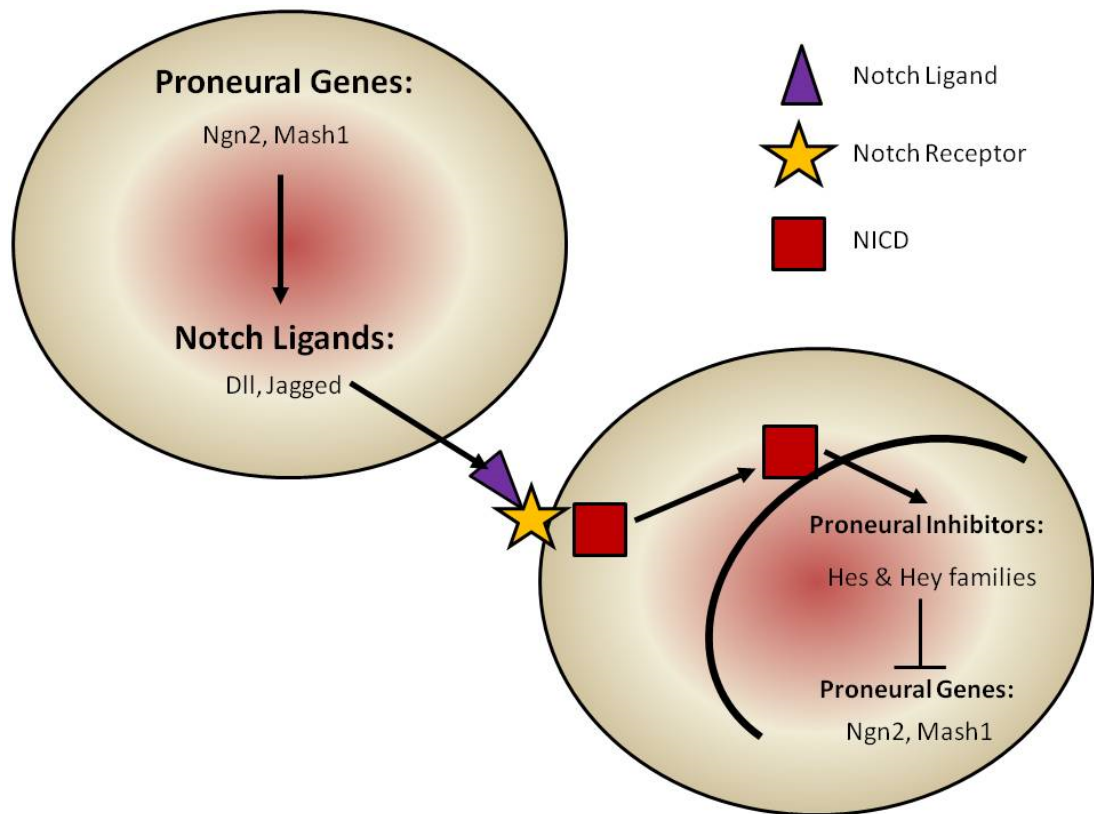 Proneural Genes:
Ngn2, Mash1
Notch Ligands:
Dll, Jagged
Notch Ligand
Notch Receptor
NICD
Proneural Inhibitors:
Hes & Hey families
Proneural Genes:
Ngn2, Mash1